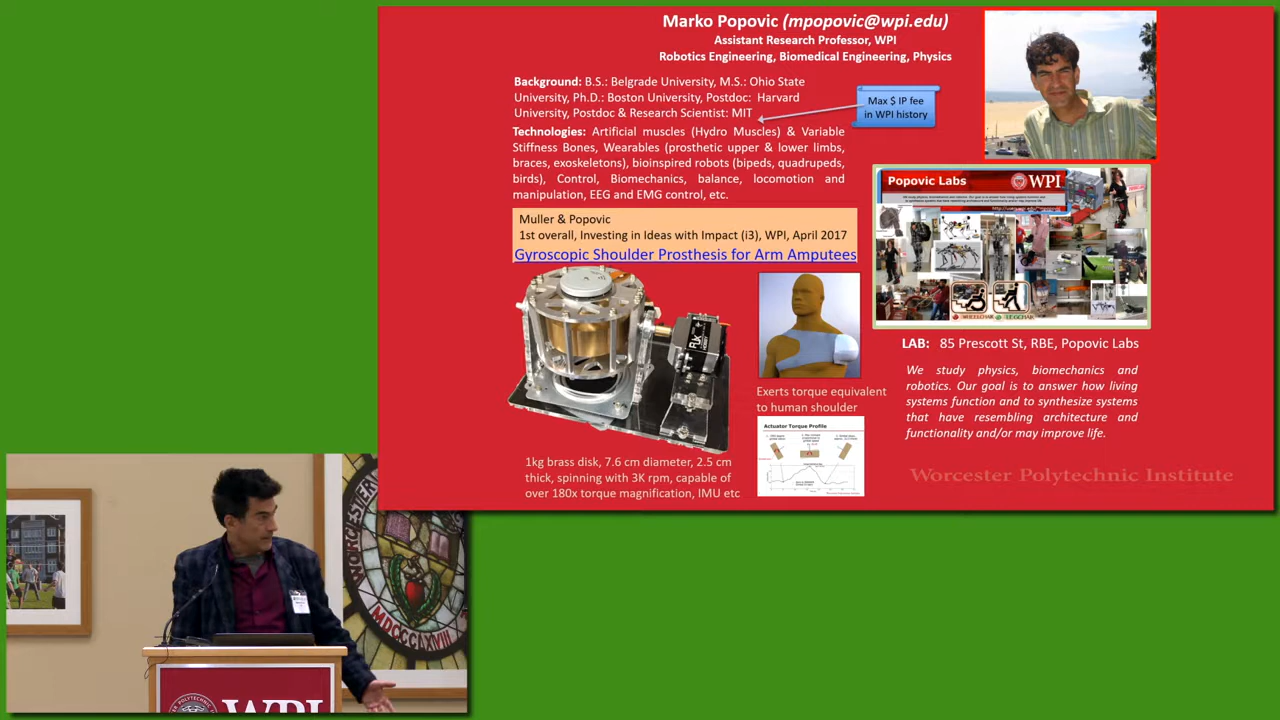 Marko Popovic (mpopovic@wpi.edu)
Assistant Research Professor, WPI
Robotics Engineering, Biomedical Engineering, Physics
Background: B.S.: Belgrade University, M.S.: Ohio State
University, Ph.D.: Boston University, Postdoc: Harvard
University, Postdoc & Research Scientist: MIT
Max $ IP fee
in WPI history
Technologies: Artificial muscles (Hydro Muscles) & Variable
Stiffness Bones, Wearables (prosthetic upper & lower limbs,
braces, exoskeletons), bioinspired robots (bipeds, quadrupeds,
birds), Control, Biomechanics, balance, locomotion and
manipulation, EEG and EMG control, etc.
Muller & Popovic
1st overall, Investing in Ideas with Impact (i3), WPI, April 2017
Gyroscopic Shoulder Prosthesis for Arm Amputees
Exerts torque equivalent
to human shoulder
Actuator Torque Profile
1kg brass disk, 7.6 cm diameter, 2.5 cm
thick, spinning with 3K rpm, capable of
over 180x torque magnification, IMU etc
Popovic Labs
WPI
LAB: 85 Prescott St, RBE, Popovic Labs
We study physics, biomechanics and
robotics. Our goal is to answer how living
systems function and to synthesize systems
that have resembling architecture and
functionality and/or may improve life.
Worcester Polytechnic Institute
MDCCCLXVIII
WPI